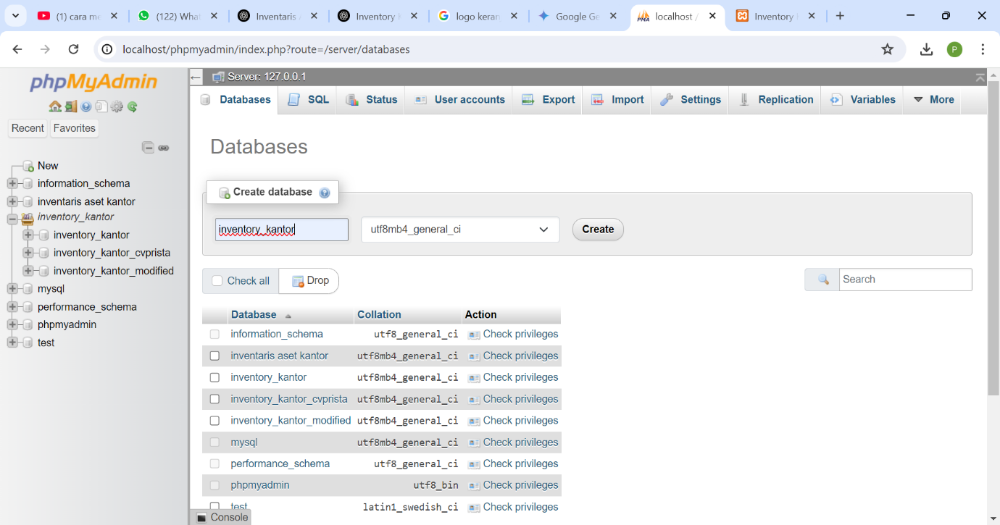 (1) cara me
(122) What
Inventaris A
Inventory K
logo keran
Google Ge
localhost /
Inventory
localhost/phpmyadmin/index.php?route=/server/databases
P
phpMyAdmin
Recent
Favorites
New
information_schema
inventaris aset kantor
inventory_kantor
inventory_kantor
inventory_kantor_cvprista
inventory_kantor_modified
mysql
performance_schema
phpmyadmin
test
Server: 127.0.0.1
Databases SQL Status User accounts Export Import Settings Replication Variables More
Databases
Create database
inventory_kantor utf8mb4_general_ci Create
Check all Drop Search
Database Collation Action
information_schema utf8_general_ci Check privileges
inventaris aset kantor utf8mb4_general_ci Check privileges
inventory_kantor utf8mb4_general_ci Check privileges
inventory_kantor_cvprista utf8mb4_general_ci Check privileges
inventory_kantor_modified utf8mb4_general_ci Check privileges
mysql utf8mb4_general_ci Check privileges
performance_schema utf8_general_ci Check privileges
phpmyadmin utf8_bin Check privileges
test latin1_swedish_ci Check privileges
Console